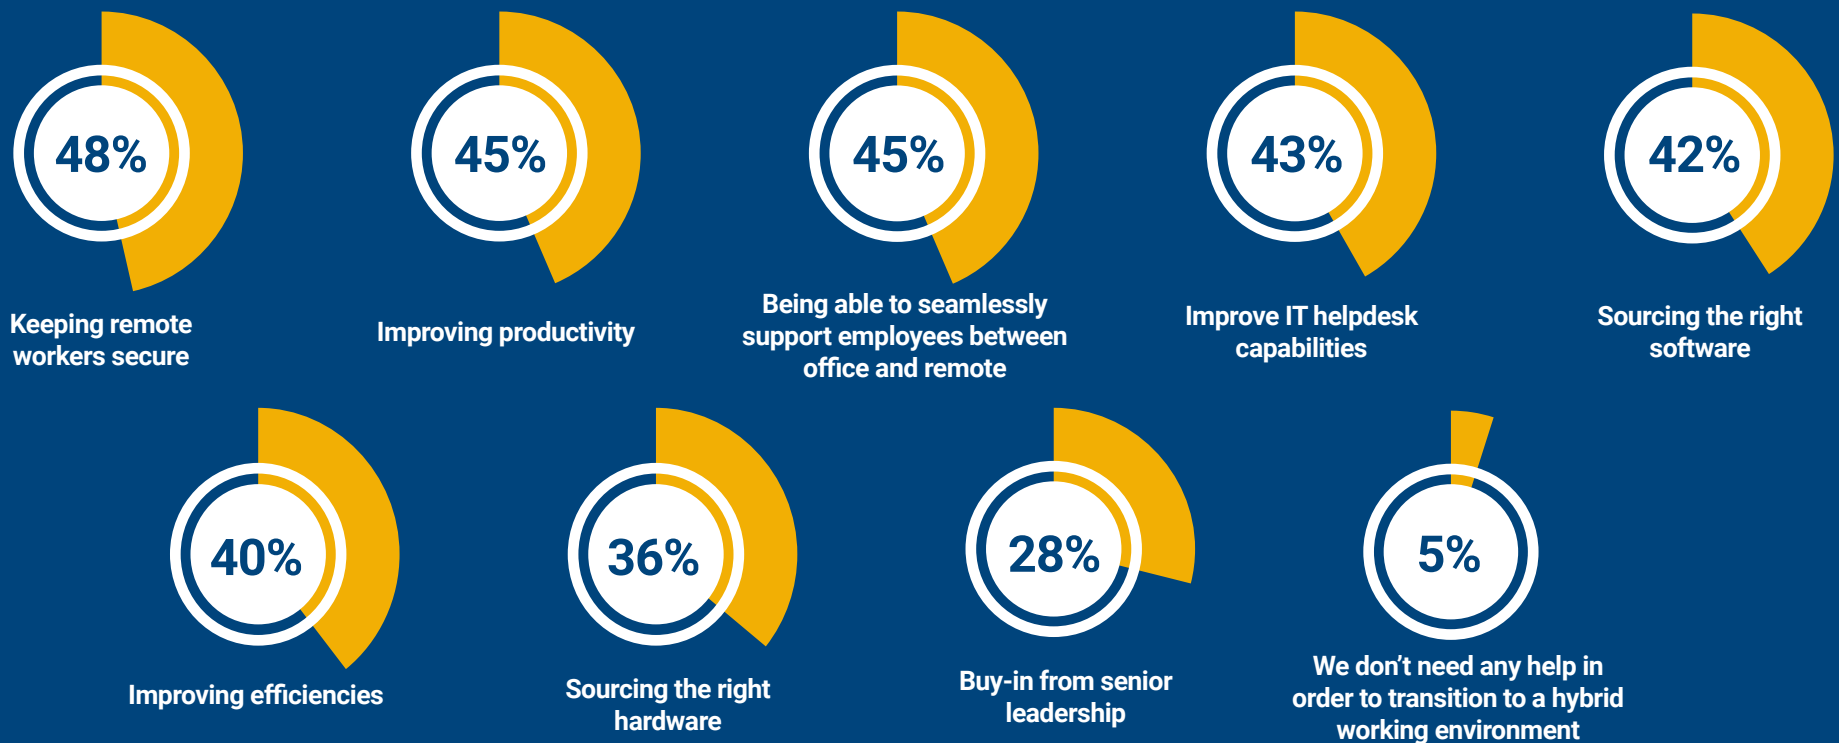 48%
Keeping remote
workers secure
45%
Improving productivity
45%
Being able to seamlessly
support employees between
office and remote
43%
Improve IT helpdesk
capabilities
42%
Sourcing the right
software
40%
Improving efficiencies
36%
Sourcing the right
hardware
28%
Buy-in from senior
leadership
5%
We don’t need any help in
order to transition to a hybrid
working environment